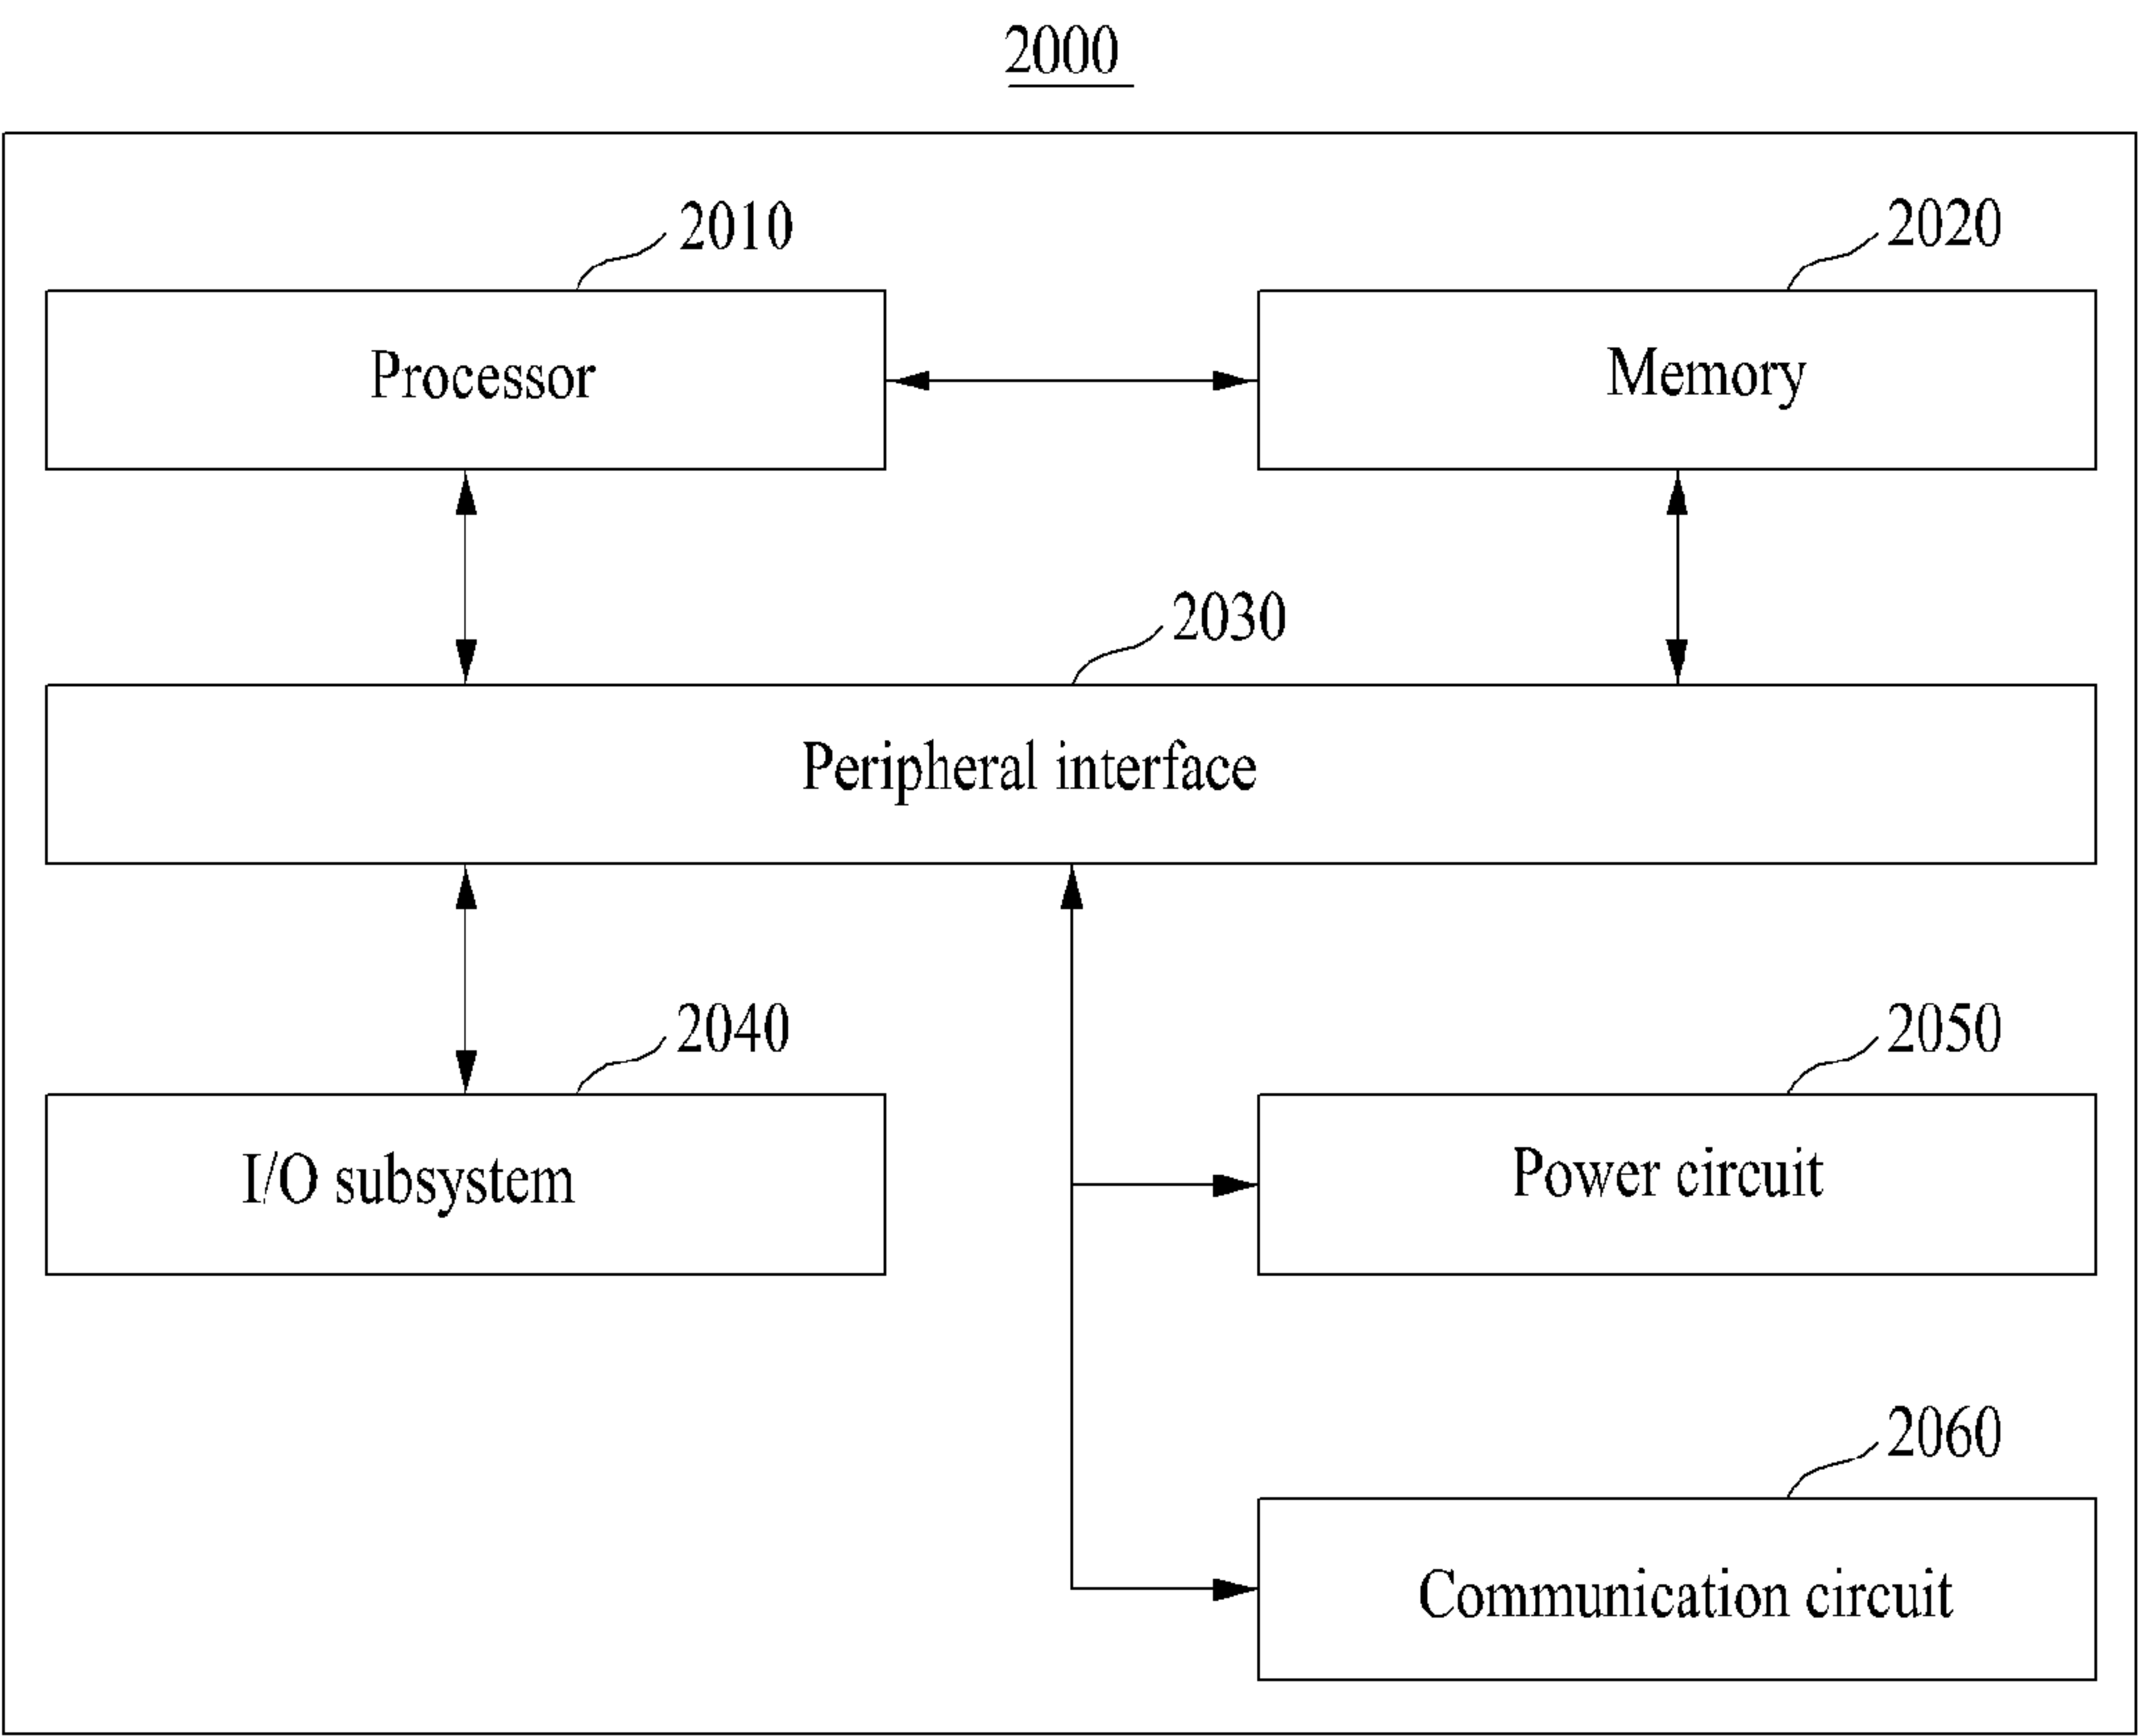 2000
2010
2020
Processor
Memory
2030
Peripheral interface
2040
2050
I/O subsystem
Power circuit
2060
Communication circuit